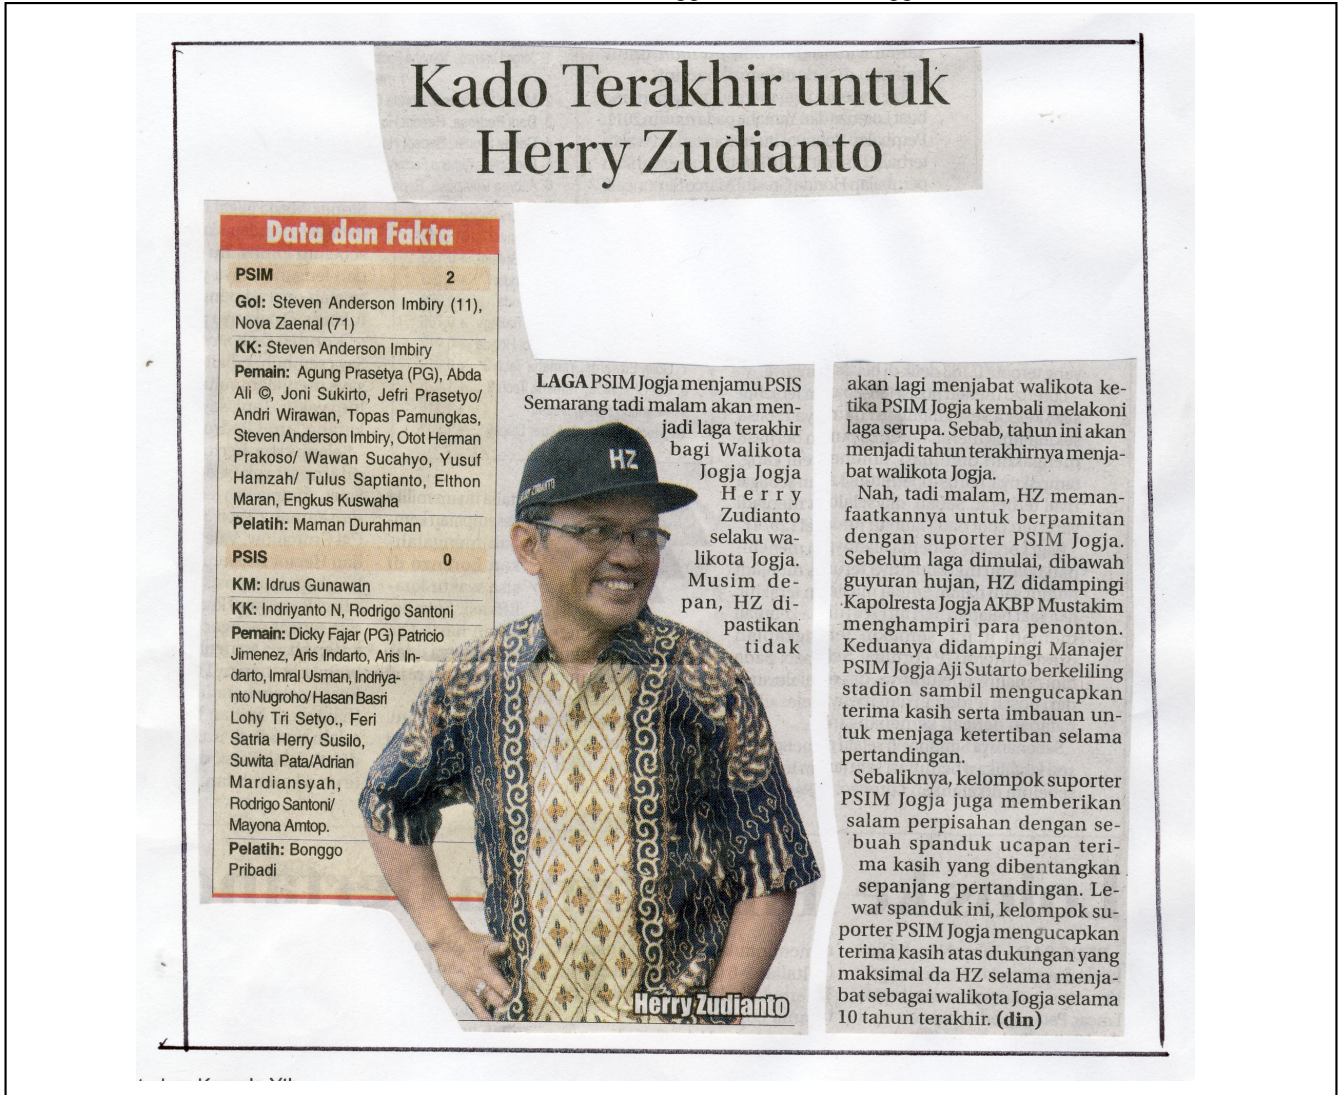 Kado Terakhir untuk
Herry Zudianto
Data dan Fakta
PSIM 2
Gol: Steven Anderson Imbiry (11),
Nova Zaenal (71)
KK: Steven Anderson Imbiry
Pemain: Agung Prasetya (PG), Abda
Ali ©, Joni Sukirto, Jefri Prasetyo/
Andri Wirawan, Topas Pamungkas,
Steven Anderson Imbiry, Otot Herman
Prakoso/ Wawan Sucahyo, Yusuf
Hamzah/ Tulus Saptianto, Elthon
Maran, Engkus Kuswaha
Pelatih: Maman Durahman
PSIS 0
KM: Idrus Gunawan
KK: Indriyanto N, Rodrigo Santoni
Pemain: Dicky Fajar (PG) Patricio
Jimenez, Aris Indarto, Aris In-
darto, Imral Usman, Indriya-
nto Nugroho/ Hasan Basri
Lohy Tri Setyo., Feri
Satria Herry Susilo,
Suwita Pata/Adrian
Mardiansyah,
Rodrigo Santoni/
Mayona Amtop.
Pelatih: Bonggo
Pribadi
LAGA PSIM Jogja menjamu PSIS
Semarang tadi malam akan men-
jadi laga terakhir
bagi Walikota
Jogja Jogja
Herry
Zudianto
selaku wa-
likota Jogja.
Musim de-
pan, HZ di-
pastikan
tidak
HZ
Herry Zudianto
akan lagi menjabat walikota ke-
tika PSIM Jogja kembali melakoni
laga serupa. Sebab, tahun ini akan
menjadi tahun terakhirnya menja-
bat walikota Jogja.
Nah, tadi malam, HZ meman-
faatkannya untuk berpamitan
dengan suporter PSIM Jogja.
Sebelum laga dimulai, dibawah
guyuran hujan, HZ didampingi
Kapolresta Jogja AKBP Mustakim
menghampiri para penonton.
Keduanya didampingi Manajer
PSIM Jogja Aji Sutarto berkeliling
stadion sambil mengucapkan
terima kasih serta imbauan un-
tuk menjaga ketertiban selama
pertandingan.
Sebaliknya, kelompok suporter
PSIM Jogja juga memberikan
salam perpisahan dengan se-
buah spanduk ucapan teri-
ma kasih yang dibentangkan
sepanjang pertandingan. Le-
wat spanduk ini, kelompok su-
porter PSIM Jogja mengucapkan
terima kasih atas dukungan yang
maksimal da HZ selama menja-
bat sebagai walikota Jogja selama
10 tahun terakhir. (din)